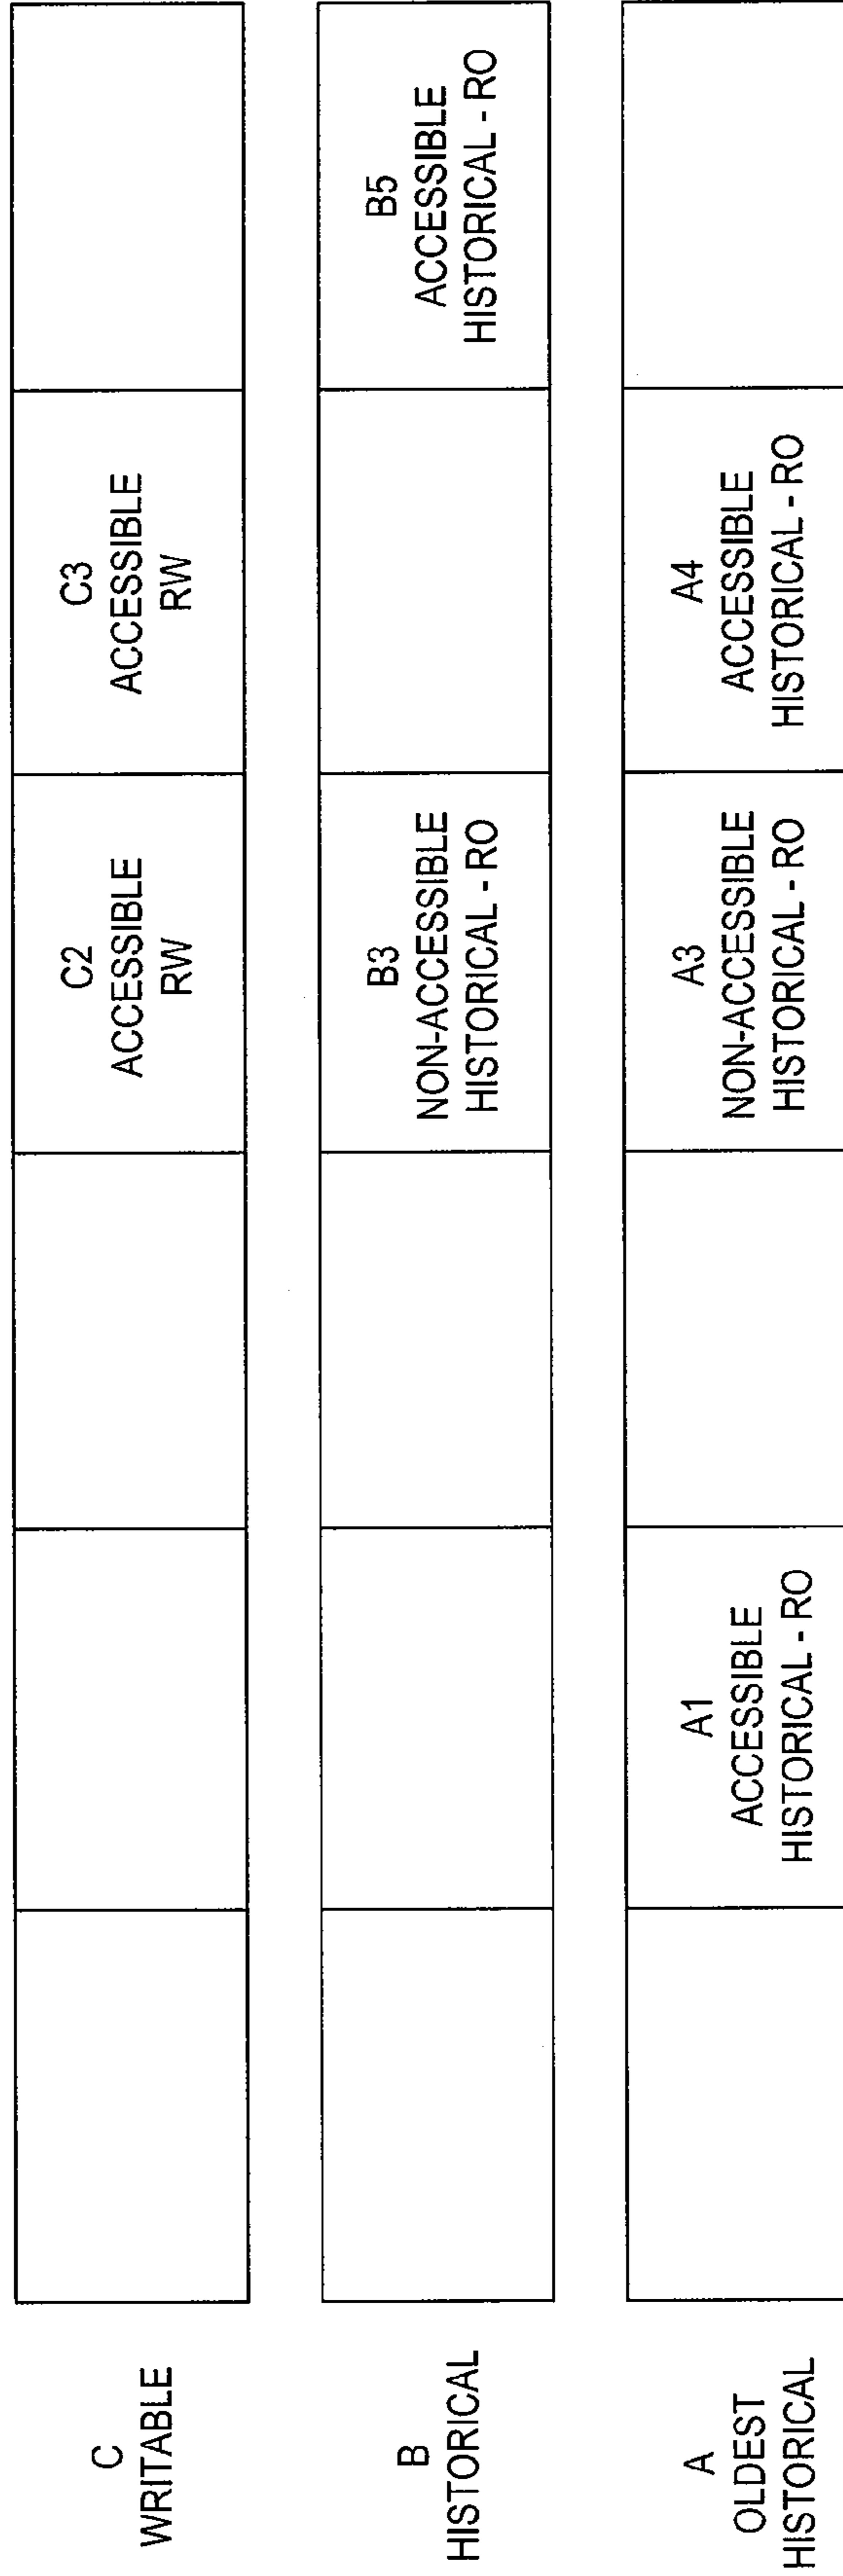 C
WRITABLE
C2
ACCESSIBLE
RW
C3
ACCESSIBLE
RW
B
HISTORICAL
B3
NON-ACCESSIBLE
HISTORICAL - RO
B5
ACCESSIBLE
HISTORICAL - RO
A
OLDEST
HISTORICAL
A1
ACCESSIBLE
HISTORICAL - RO
A3
NON-ACCESSIBLE
HISTORICAL - RO
A4
ACCESSIBLE
HISTORICAL - RO